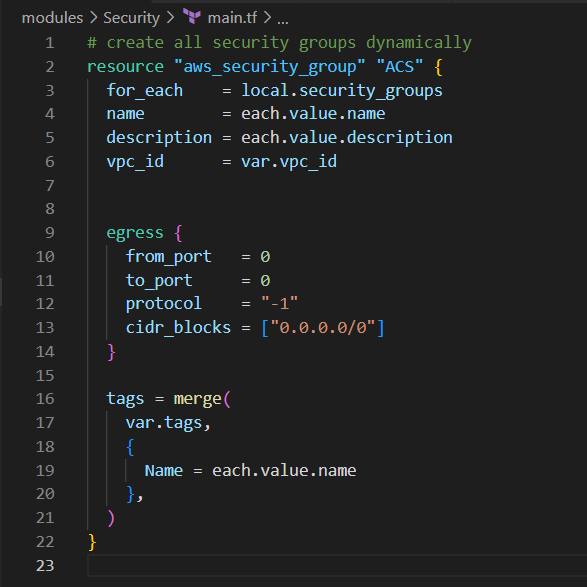 modules > Security > main.tf > ...
1 # create all security groups dynamically
2 resource "aws_security_group" "ACS" {
3   for_each    = local.security_groups
4   name        = each.value.name
5   description = each.value.description
6   vpc_id      = var.vpc_id
7
8
9   egress {
10     from_port   = 0
11     to_port     = 0
12     protocol    = "-1"
13     cidr_blocks = ["0.0.0.0/0"]
14   }
15
16   tags = merge(
17     var.tags,
18     {
19       Name = each.value.name
20     },
21   )
22 }
23